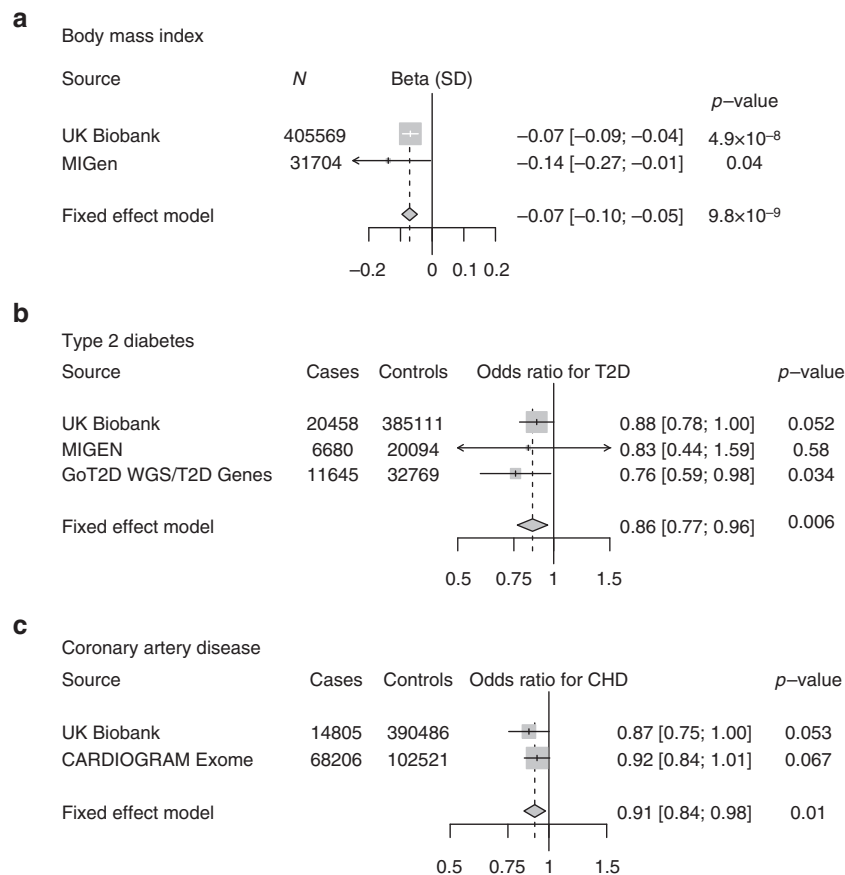 a
Body mass index
Source N Beta (SD)
p–value
UK Biobank 405569 –0.07 [–0.09; –0.04] 4.9×10⁻⁸
MIGen 31704 –0.14 [–0.27; –0.01] 0.04
Fixed effect model –0.07 [–0.10; –0.05] 9.8×10⁻⁹
–0.2 0 0.1 0.2
b
Type 2 diabetes
Source Cases Controls Odds ratio for T2D p–value
UK Biobank 20458 385111 0.88 [0.78; 1.00] 0.052
MIGEN 6680 20094 0.83 [0.44; 1.59] 0.58
GoT2D WGS/T2D Genes 11645 32769 0.76 [0.59; 0.98] 0.034
Fixed effect model 0.86 [0.77; 0.96] 0.006
0.5 0.75 1 1.5
c
Coronary artery disease
Source Cases Controls Odds ratio for CHD p–value
UK Biobank 14805 390486 0.87 [0.75; 1.00] 0.053
CARDIOGRAM Exome 68206 102521 0.92 [0.84; 1.01] 0.067
Fixed effect model 0.91 [0.84; 0.98] 0.01
0.5 0.75 1 1.5